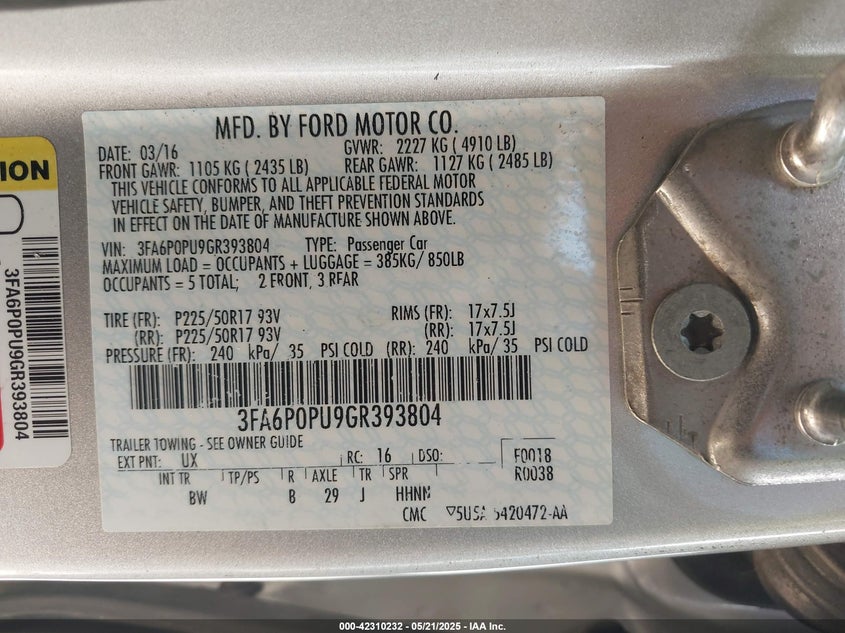 MFD. BY FORD MOTOR CO.
DATE: 03/16
GVWR: 2227 KG ( 4910 LB)
FRONT GAWR: 1105 KG ( 2435 LB)
REAR GAWR: 1127 KG ( 2485 LB)
THIS VEHICLE CONFORMS TO ALL APPLICABLE FEDERAL MOTOR
VEHICLE SAFETY, BUMPER, AND THEFT PREVENTION STANDARDS
IN EFFECT ON THE DATE OF MANUFACTURE SHOWN ABOVE.
VIN: 3FA6P0PU9GR393804 TYPE: Passenger Car
MAXIMUM LOAD = OCCUPANTS + LUGGAGE = 385KG/ 850LB
OCCUPANTS = 5 TOTAL; 2 FRONT, 3 REAR
TIRE (FR): P225/50R17 93V RIMS (FR): 17x7.5J
(RR): P225/50R17 93V (RR): 17x7.5J
PRESSURE (FR): 240 kPa/ 35 PSI COLD (RR): 240 kPa/ 35 PSI COLD
3FA6P0PU9GR393804
TRAILER TOWING - SEE OWNER GUIDE
EXT PNT: UX RC: 16 DSO: F0018
INT TR TP/PS R AXLE TR SPR R0038
BW B 29 J HHNN
CMC 5U5A 5420472-AA
ION
3FA6P0PU9GR393804
000-42310232 - 05/21/2025 - IAA Inc.